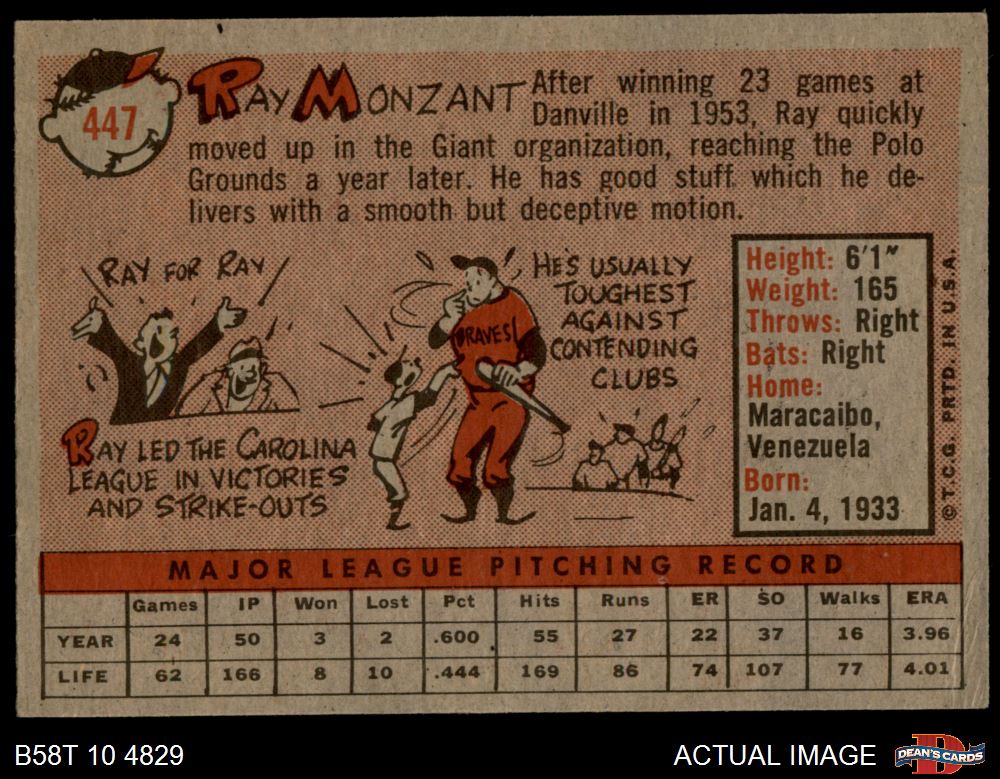 447
RAY MONZANT
After winning 23 games at
Danville in 1953, Ray quickly
moved up in the Giant organization, reaching the Polo
Grounds a year later. He has good stuff which he de-
livers with a smooth but deceptive motion.
RAY FOR RAY
RAY LED THE CAROLINA
LEAGUE IN VICTORIES
AND STRIKE-OUTS
BRAVES
HE'S USUALLY
TOUGHEST
AGAINST
CONTENDING
CLUBS
Height: 6'1"
Weight: 165
Throws: Right
Bats: Right
Home:
Maracaibo,
Venezuela
Born:
Jan. 4, 1933
© T.C.G. PRTD. IN U.S.A.
MAJOR LEAGUE PITCHING RECORD
Games IP Won Lost Pct Hits Runs ER SO Walks ERA
YEAR 24 50 3 2 .600 55 27 22 37 16 3.96
LIFE 62 166 8 10 .444 169 86 74 107 77 4.01
B58T 10 4829
ACTUAL IMAGE
DEAN'S CARDS